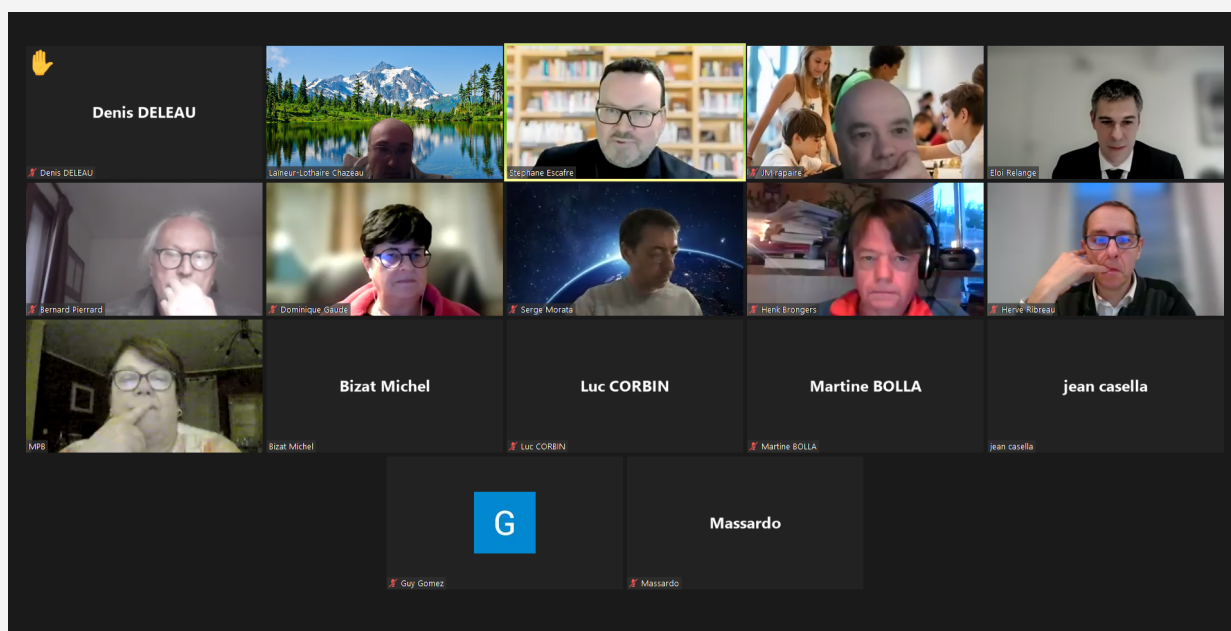 Denis DELEAU
Denis DELEAU
Laîneur-Lothaire Chazeau
Stephane Escafre
JM rapaire
Eloi Relange
Bernard Pierrard
Dominique Gaude
Serge Morata
Henk Brongers
Hervé Ribreau
MPB
Bizat Michel
Bizat Michel
Luc CORBIN
Luc CORBIN
Martine BOLLA
Martine BOLLA
jean casella
jean casella
G
Guy Gomez
Massardo
Massardo